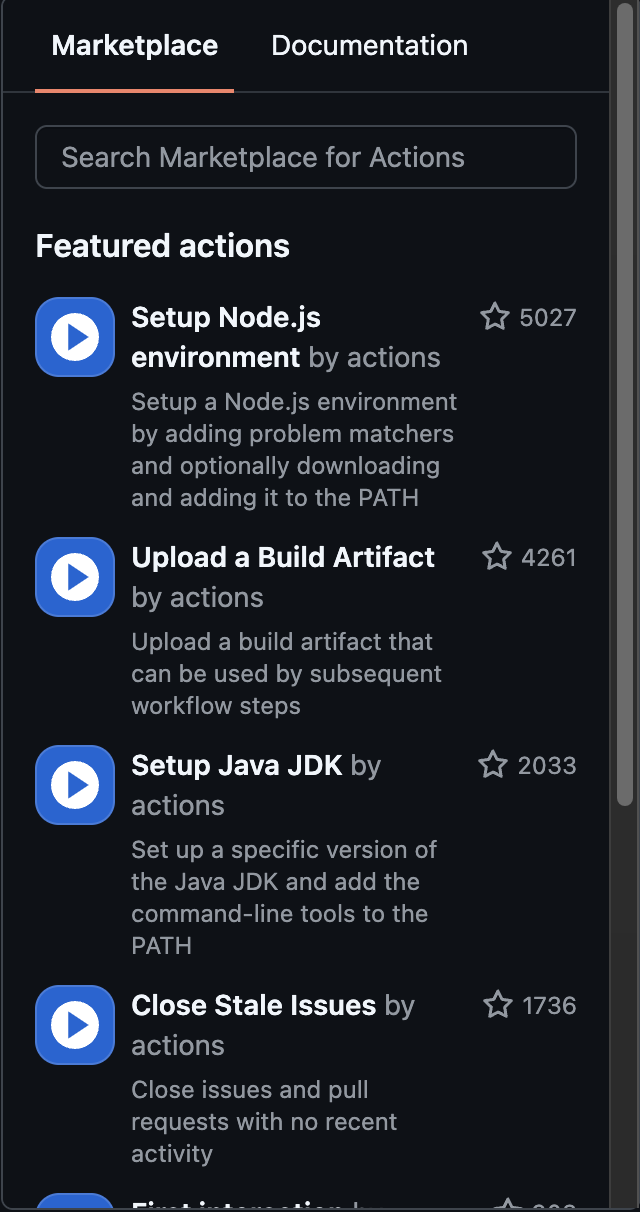 Marketplace
Documentation
Search Marketplace for Actions
Featured actions
Setup Node.js
environment by actions
5027
Setup a Node.js environment
by adding problem matchers
and optionally downloading
and adding it to the PATH
Upload a Build Artifact
by actions
4261
Upload a build artifact that
can be used by subsequent
workflow steps
Setup Java JDK by
actions
2033
Set up a specific version of
the Java JDK and add the
command-line tools to the
PATH
Close Stale Issues by
actions
1736
Close issues and pull
requests with no recent
activity
First interaction by